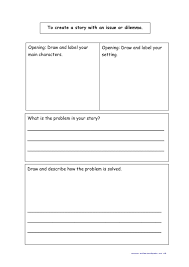 To create a story with an issue or dilemma.
Opening: Draw and label your
main characters.
Opening: Draw and label your
setting.
What is the problem in your story?
Draw and describe how the problem is solved.